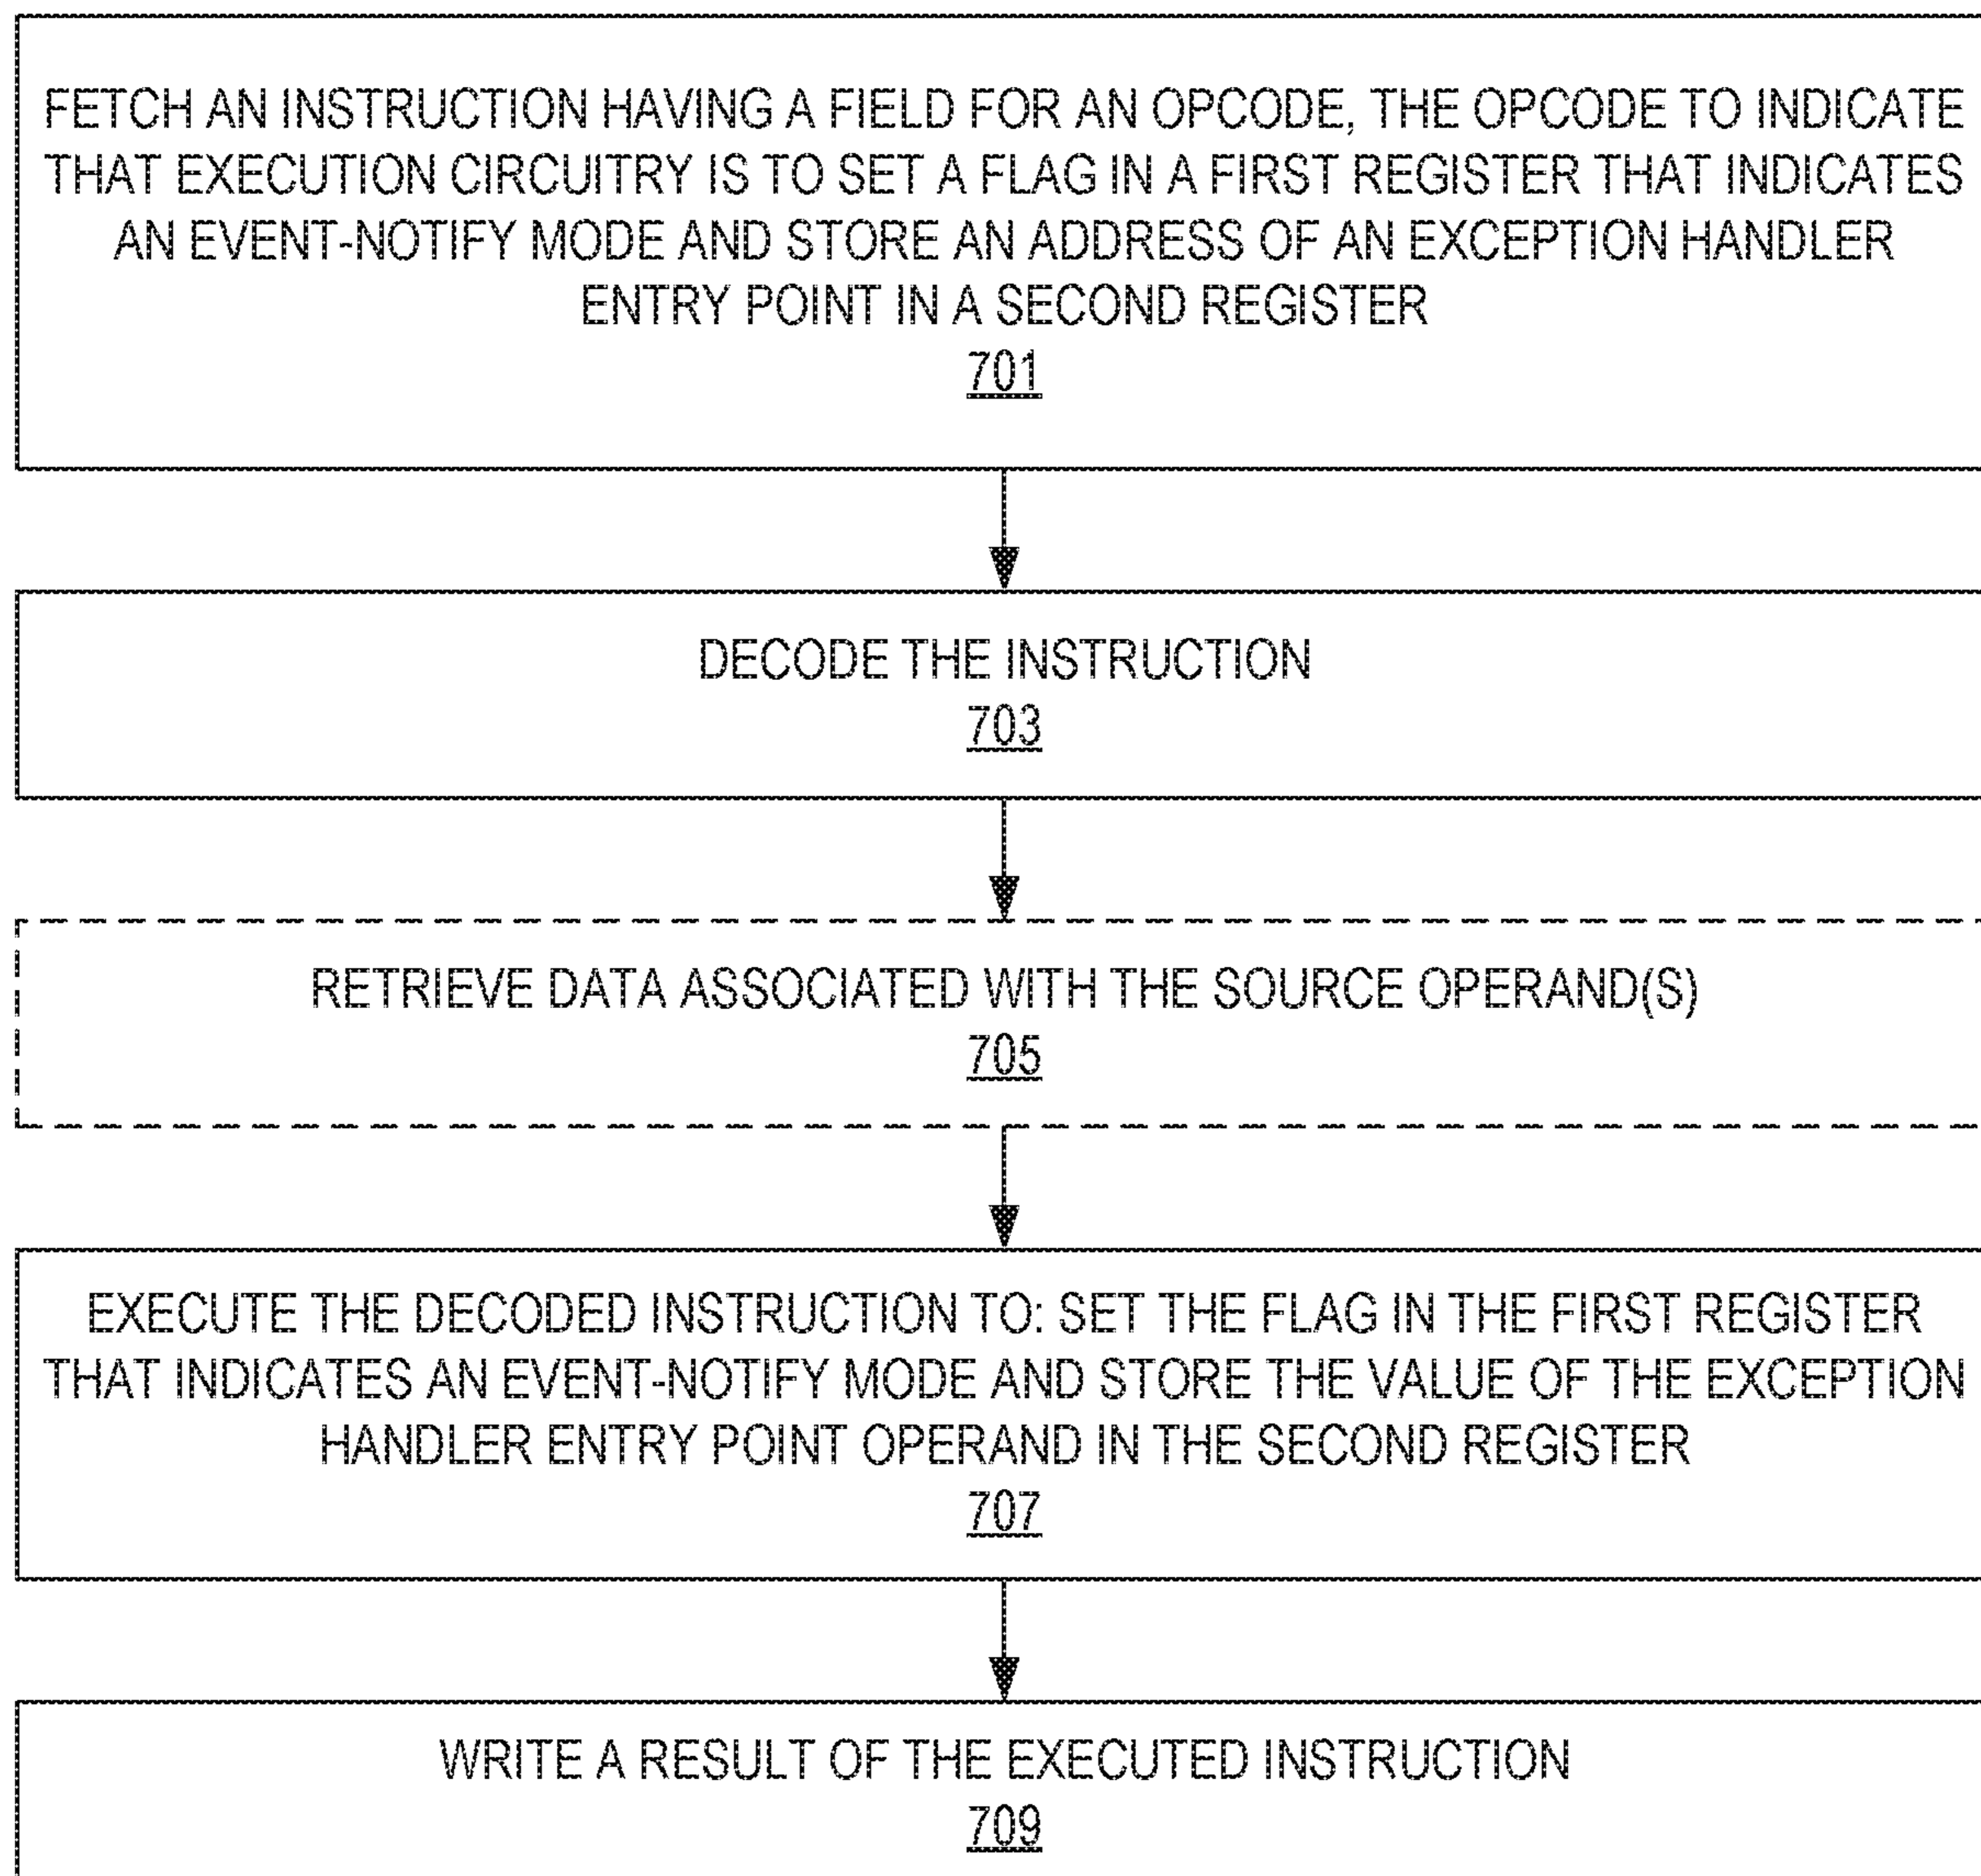 FETCH AN INSTRUCTION HAVING A FIELD FOR AN OPCODE, THE OPCODE TO INDICATE
THAT EXECUTION CIRCUITRY IS TO SET A FLAG IN A FIRST REGISTER THAT INDICATES
AN EVENT-NOTIFY MODE AND STORE AN ADDRESS OF AN EXCEPTION HANDLER
ENTRY POINT IN A SECOND REGISTER
701
DECODE THE INSTRUCTION
703
RETRIEVE DATA ASSOCIATED WITH THE SOURCE OPERAND(S)
705
EXECUTE THE DECODED INSTRUCTION TO: SET THE FLAG IN THE FIRST REGISTER
THAT INDICATES AN EVENT-NOTIFY MODE AND STORE THE VALUE OF THE EXCEPTION
HANDLER ENTRY POINT OPERAND IN THE SECOND REGISTER
707
WRITE A RESULT OF THE EXECUTED INSTRUCTION
709